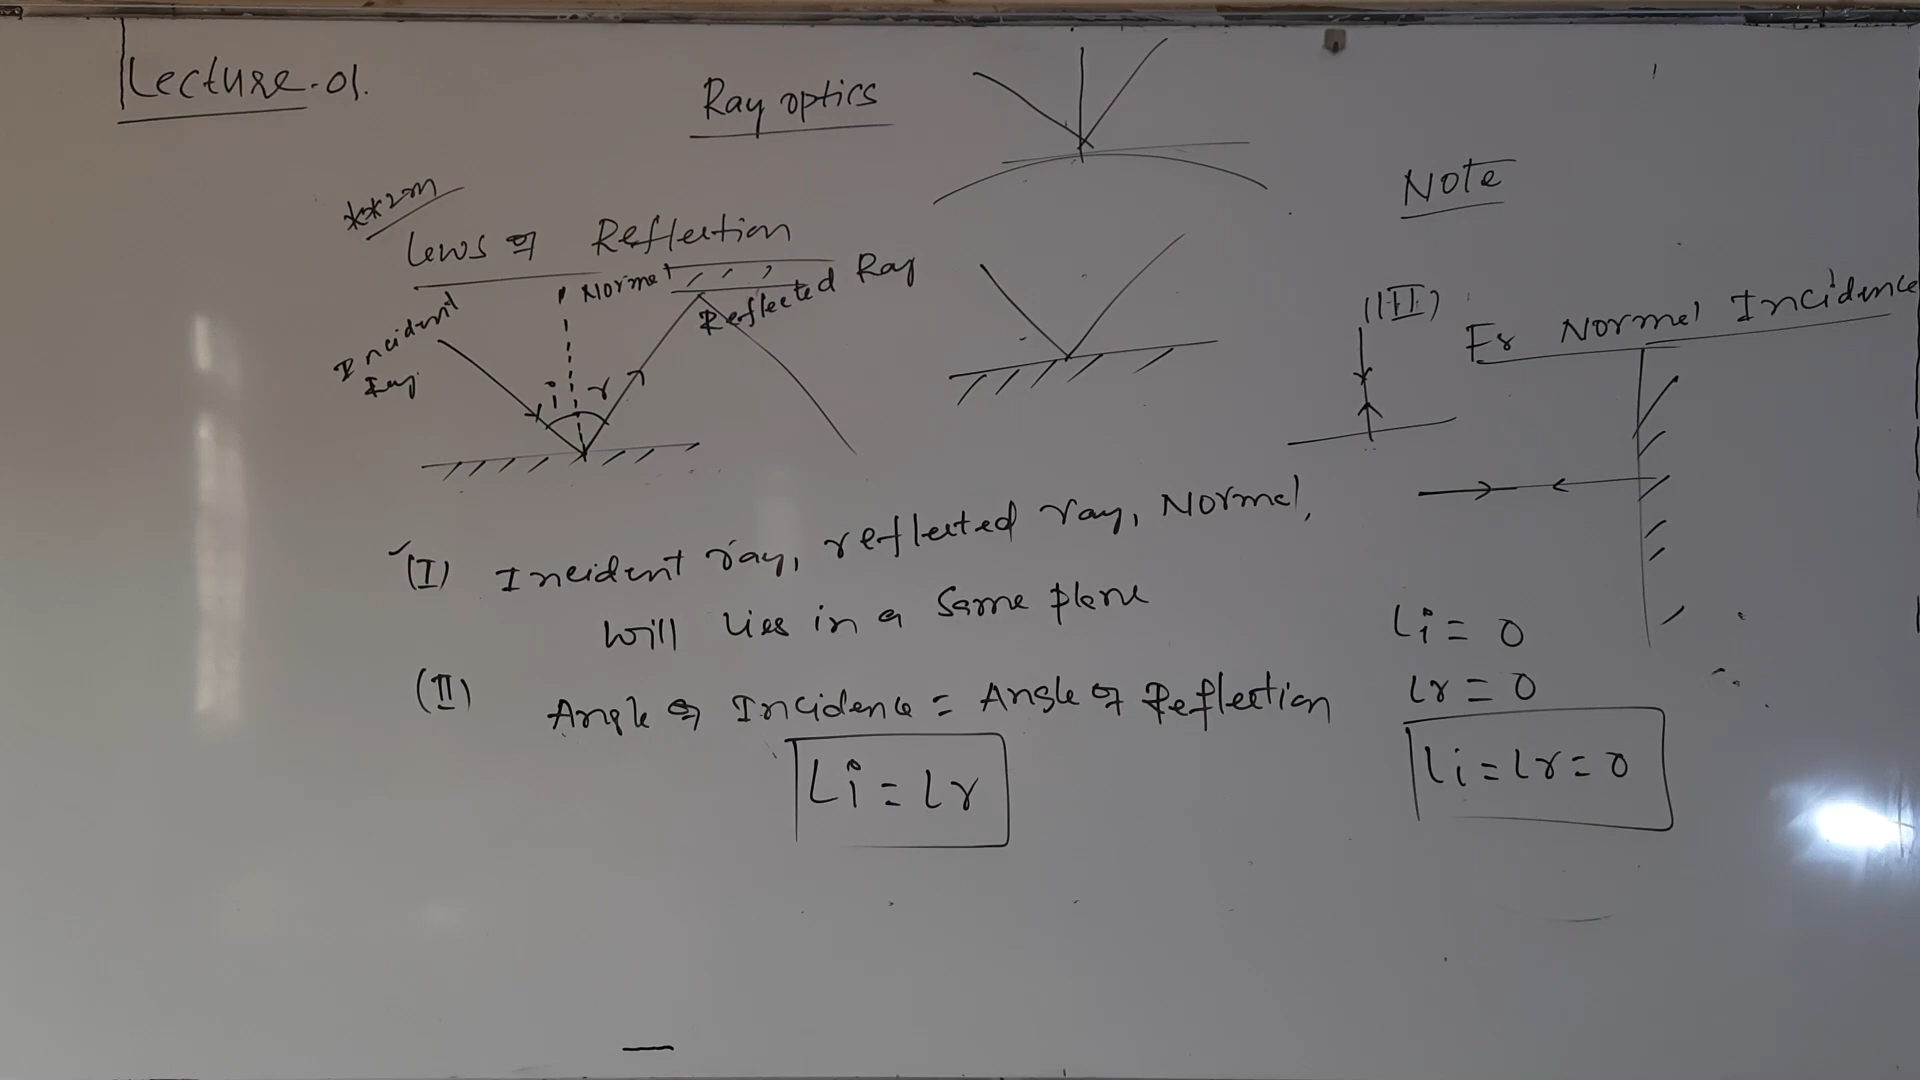 Lecture-01.
Ray optics
**2m
Laws of Reflection
Normal
Incident
Ray
Reflected Ray
i r
(I) Incident ray, reflected ray, Normal,
will lies in a Same plane
(II) Angle of Incidence = Angle of Reflection
∠i = ∠r
Note
(III) For Normal Incidence
∠i = 0
∠r = 0
∠i = ∠r = 0